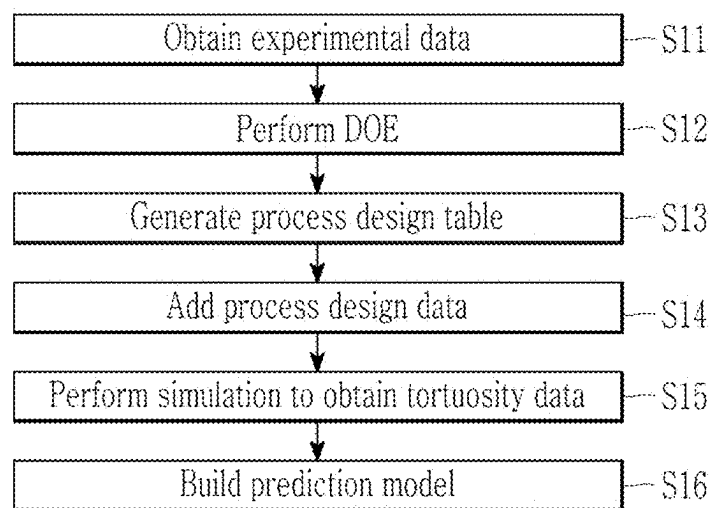 Obtain experimental data S11
Perform DOE S12
Generate process design table S13
Add process design data S14
Perform simulation to obtain tortuosity data S15
Build prediction model S16